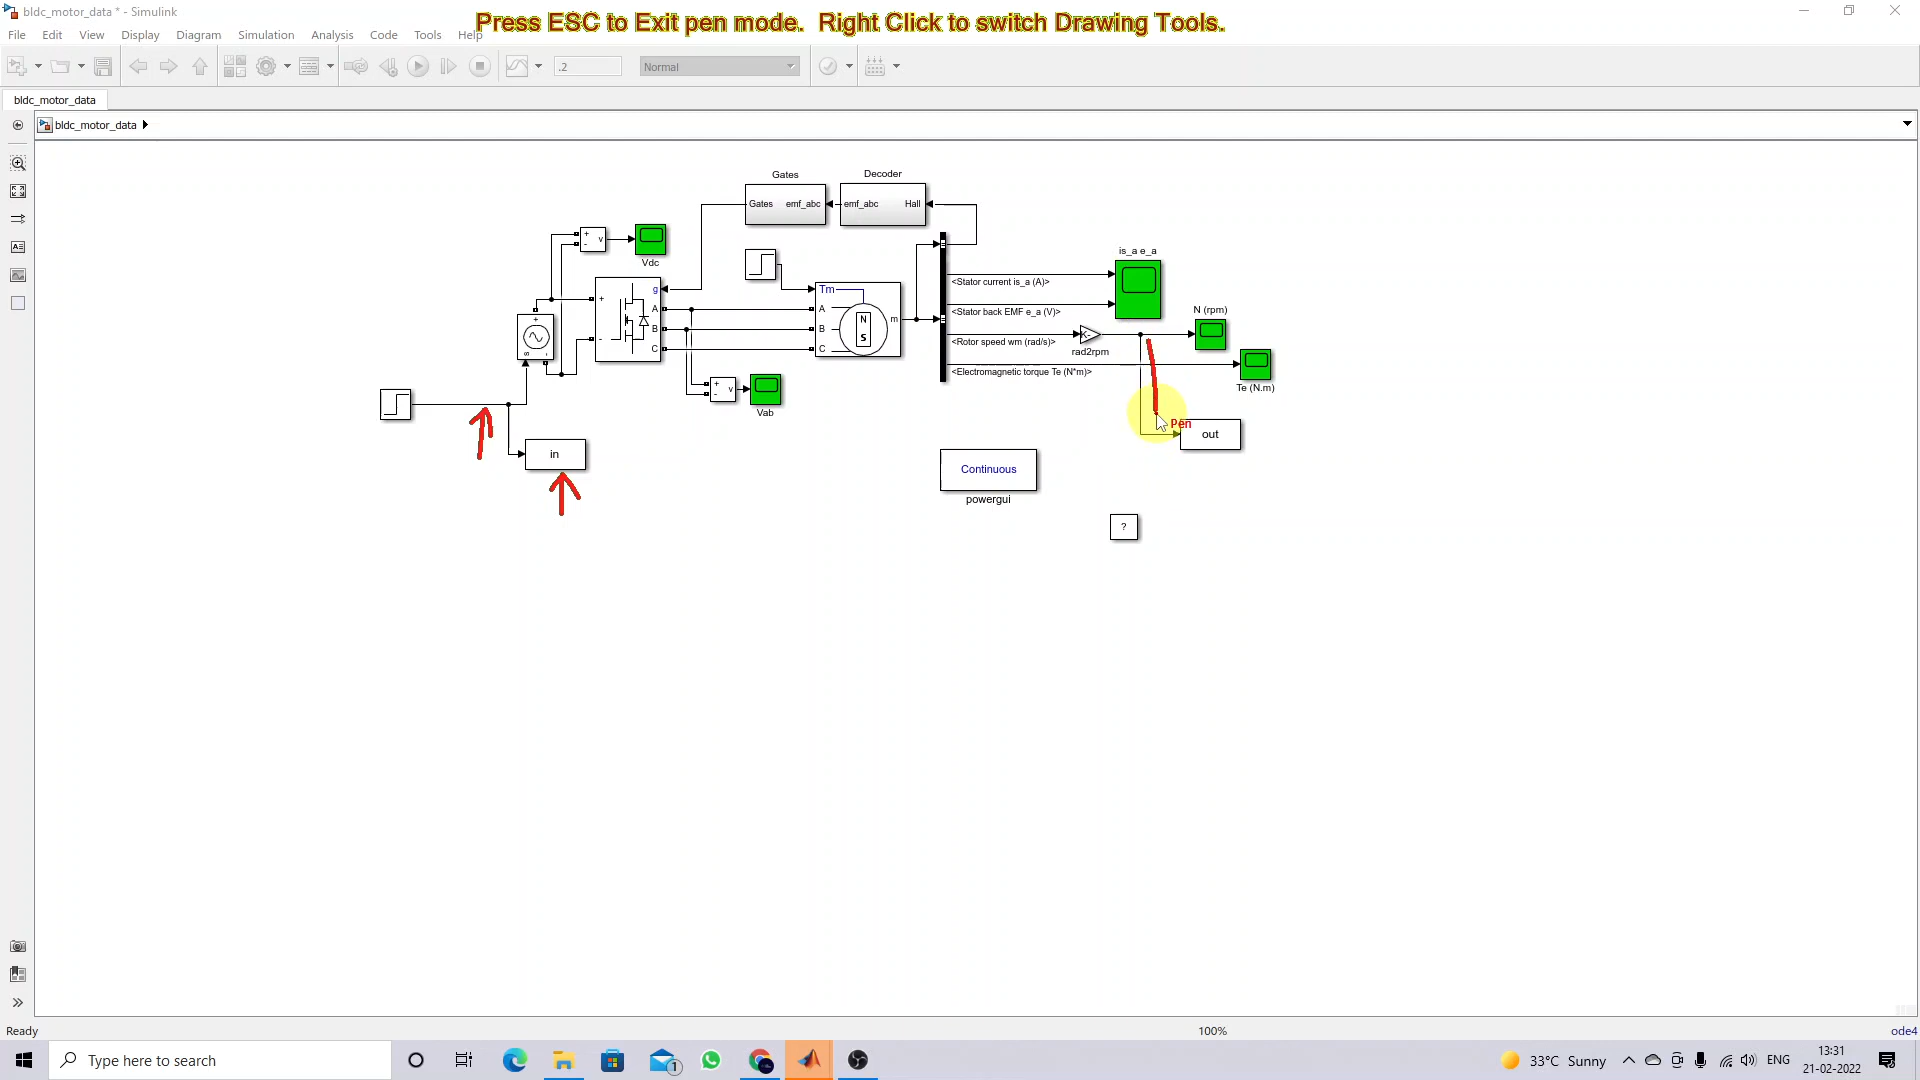 bldc_motor_data * - Simulink
Press ESC to Exit pen mode. Right Click to switch Drawing Tools.
File Edit View Display Diagram Simulation Analysis Code Tools Help
.2 Normal
bldc_motor_data
bldc_motor_data
Gates Decoder
Gates emf_abc emf_abc Hall
+ - v
Vdc
is_a e_a
<Stator current is_a (A)>
g
+ - A B C
Tm
A B C
N
S
m
<Stator back EMF e_a (V)>
N (rpm)
+ s -
K-
<Rotor speed wm (rad/s)>
rad2rpm
<Electromagnetic torque Te (N*m)>
Te (N.m)
+ - v
Vab
Pen
out
in
Continuous
powergui
?
Ready 100% ode4
Type here to search
1
33°C Sunny
ENG
13:31
21-02-2022